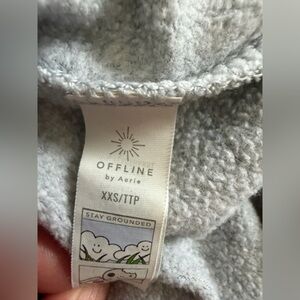 OFFLINE
by Aerie
XXS/TTP
STAY GROUNDED